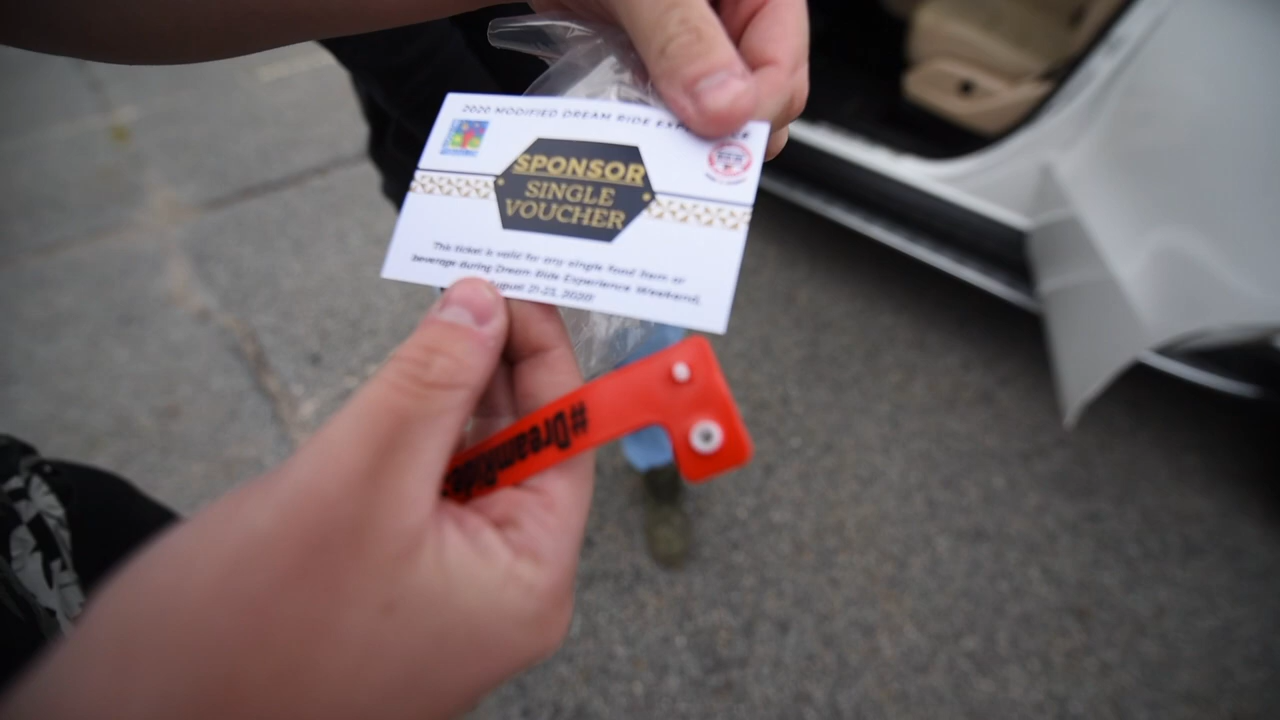 2020 MODIFIED DREAM RIDE
SPONSOR
SINGLE
VOUCHER
This ticket is valid for any single food item or
beverage during Dream Ride Experience Weekend,
August 21-23, 2020!
#DreamRide